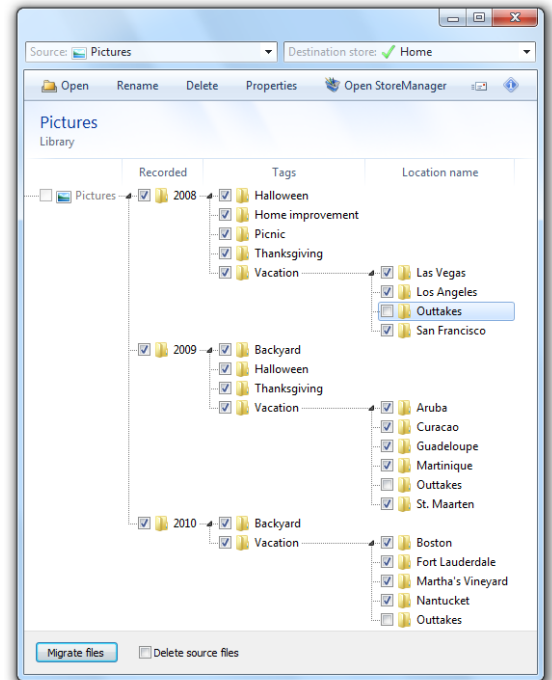 Source: Pictures Destination store: Home
Open Rename Delete Properties Open StoreManager
Pictures
Library
Recorded Tags Location name
Pictures 2008 Halloween
Home improvement
Picnic
Thanksgiving
Vacation Las Vegas
Los Angeles
Outtakes
San Francisco
2009 Backyard
Halloween
Thanksgiving
Vacation Aruba
Curacao
Guadeloupe
Martinique
Outtakes
St. Maarten
2010 Backyard
Vacation Boston
Fort Lauderdale
Martha's Vineyard
Nantucket
Outtakes
Migrate files Delete source files